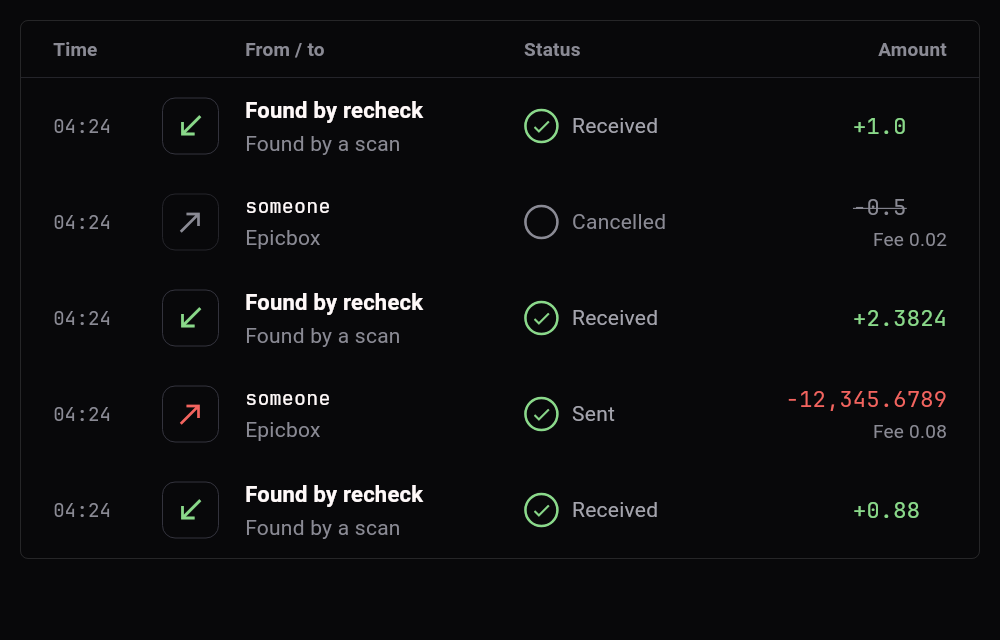 Time From / to Status Amount
04:24 Found by recheck Received +1.0
Found by a scan
04:24 someone Cancelled -0.5
Epicbox Fee 0.02
04:24 Found by recheck Received +2.3824
Found by a scan
04:24 someone Sent -12,345.6789
Epicbox Fee 0.08
04:24 Found by recheck Received +0.88
Found by a scan